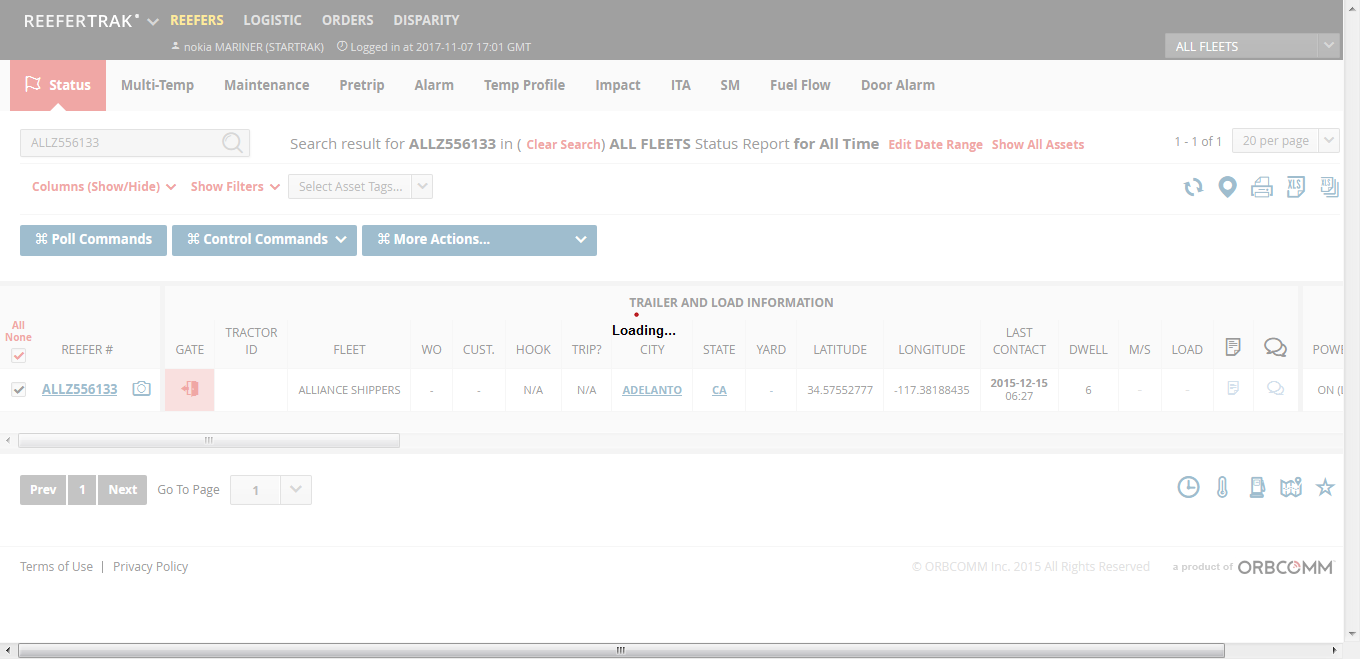 REEFERTRAK REEFERS LOGISTIC ORDERS DISPARITY
nokia MARINER (STARTRAK) Logged in at 2017-11-07 17:01 GMT
ALL FLEETS
Status Multi-Temp Maintenance Pretrip Alarm Temp Profile Impact ITA SM Fuel Flow Door Alarm
ALLZ556133 Search result for ALLZ556133 in ( Clear Search) ALL FLEETS Status Report for All Time Edit Date Range Show All Assets 1 - 1 of 1 20 per page
Columns (Show/Hide) Show Filters Select Asset Tags... XLS XLS
⌘ Poll Commands ⌘ Control Commands ⌘ More Actions...
TRAILER AND LOAD INFORMATION
Loading...
All
None
REEFER # GATE TRACTOR ID FLEET WO CUST. HOOK TRIP? CITY STATE YARD LATITUDE LONGITUDE LAST CONTACT DWELL M/S LOAD
ALLZ556133 ALLIANCE SHIPPERS - - N/A N/A ADELANTO CA - 34.57552777 -117.38188435 2015-12-15 06:27 6 - - ON
Prev 1 Next Go To Page 1
Terms of Use | Privacy Policy © ORBCOMM Inc. 2015 All Rights Reserved a product of ORBCOMM